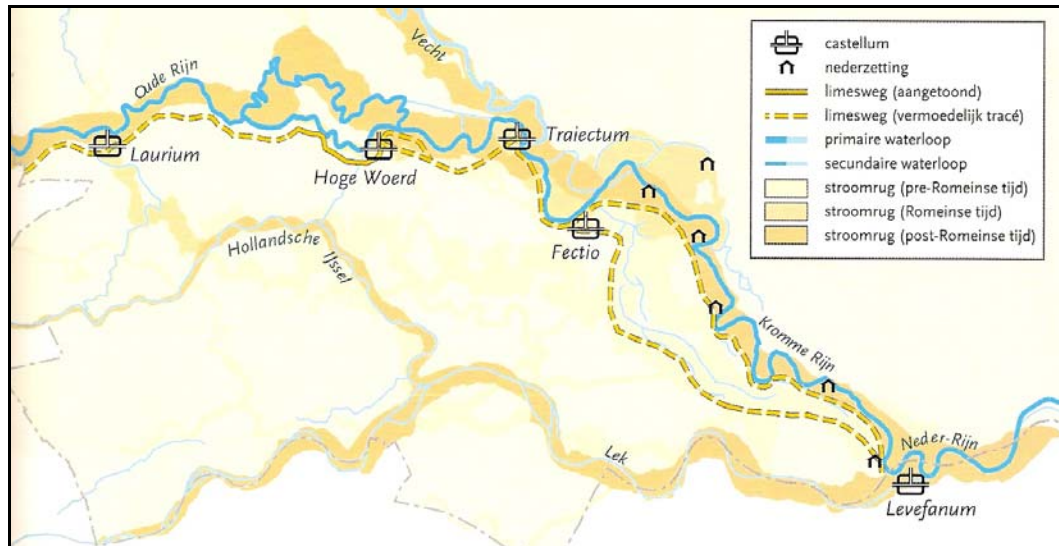 castellum
nederzetting
limesweg (aangetoond)
limesweg (vermoedelijk tracé)
primaire waterloop
secundaire waterloop
stroomrug (pre-Romeinse tijd)
stroomrug (Romeinse tijd)
stroomrug (post-Romeinse tijd)
Vecht
Oude Rijn
Laurium
Hoge Woerd
Traiectum
Fectio
Hollandsche
IJssel
Kromme Rijn
Lek
Neder-Rijn
Levefanum